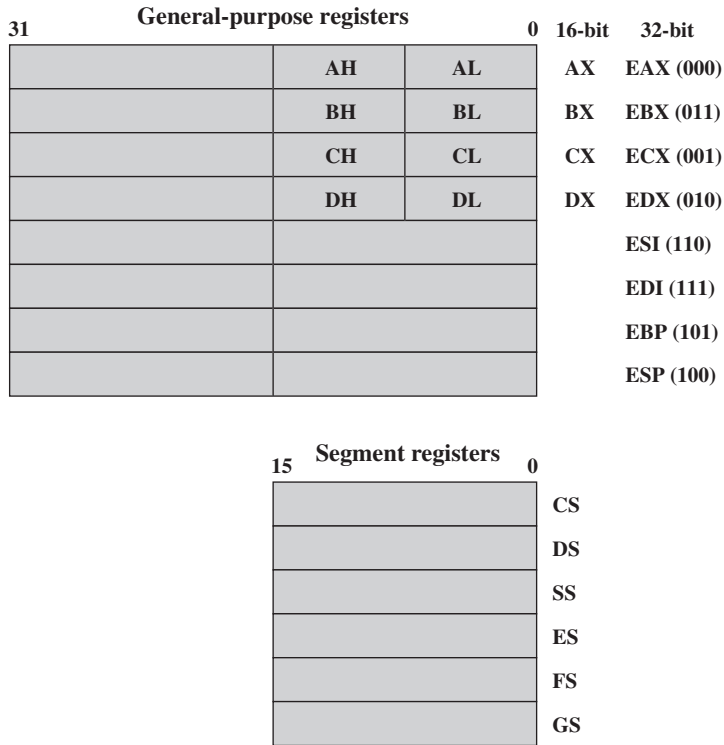 General-purpose registers
31 0 16-bit 32-bit
AH AL AX EAX (000)
BH BL BX EBX (011)
CH CL CX ECX (001)
DH DL DX EDX (010)
ESI (110)
EDI (111)
EBP (101)
ESP (100)
Segment registers
15 0
CS
DS
SS
ES
FS
GS